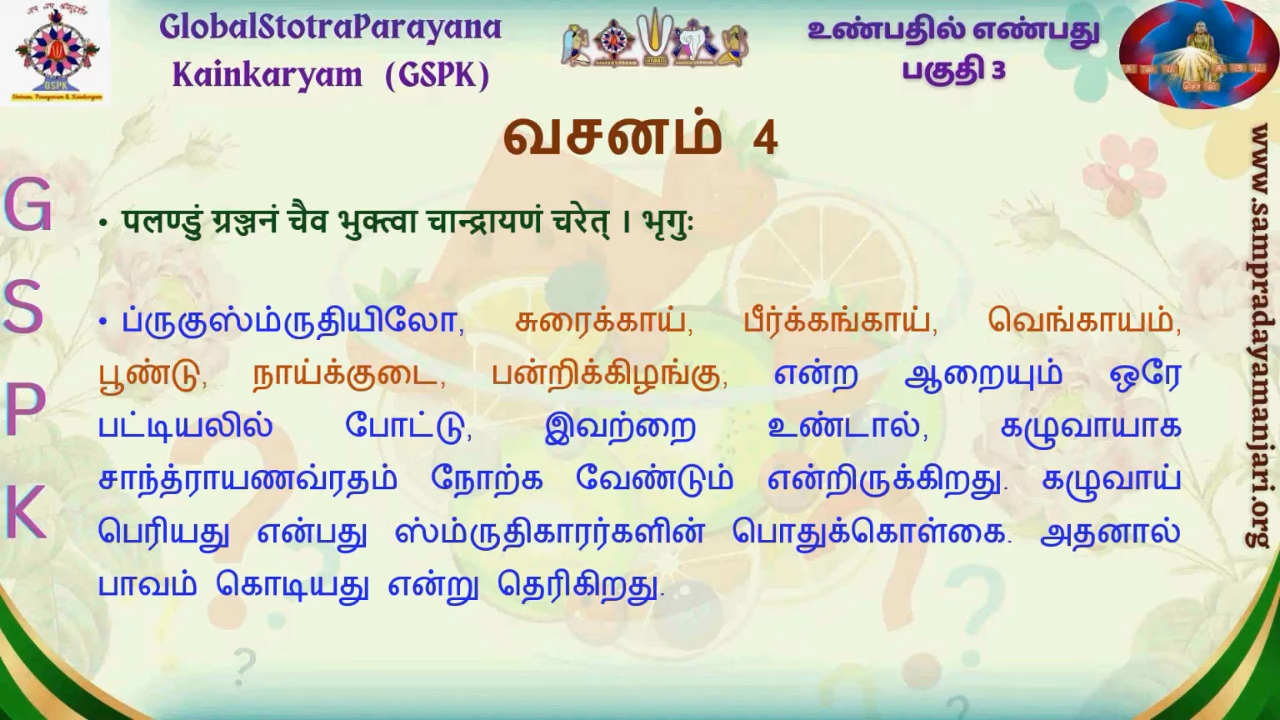 GlobalStotraParayana
Kainkaryam (GSPK)
உண்பதில் எண்பது
பகுதி 3
வசனம் 4
• पलण्डुं ग्रञ्जनं चैव भुक्त्वा चान्द्रायणं चरेत् । भृगुः
• ப்ருகுஸ்ம்ருதியிலோ, சுரைக்காய், பீர்க்கங்காய், வெங்காயம்,
பூண்டு, நாய்க்குடை, பன்றிக்கிழங்கு, என்ற ஆறையும் ஒரே
பட்டியலில் போட்டு, இவற்றை உண்டால், கழுவாயாக
சாந்த்ராயணவ்ரதம் நோற்க வேண்டும் என்றிருக்கிறது. கழுவாய்
பெரியது என்பது ஸ்ம்ருதிகாரர்களின் பொதுக்கொள்கை. அதனால்
பாவம் கொடியது என்று தெரிகிறது.
G
S
P
K
www.sampradayamanjari.org
GSPK